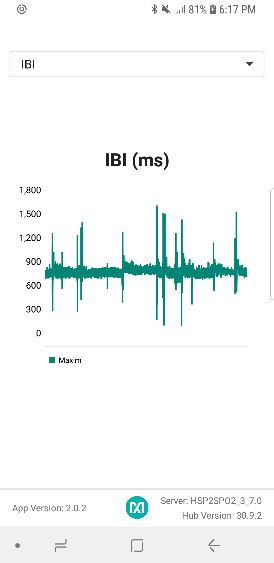 81% 6:17 PM
IBI
IBI (ms)
1,800
1,500
1,200
900
600
300
0
Maxim
App Version: 2.0.2
Server: HSP2SPO2_3_7.0
Hub Version: 30.9.2